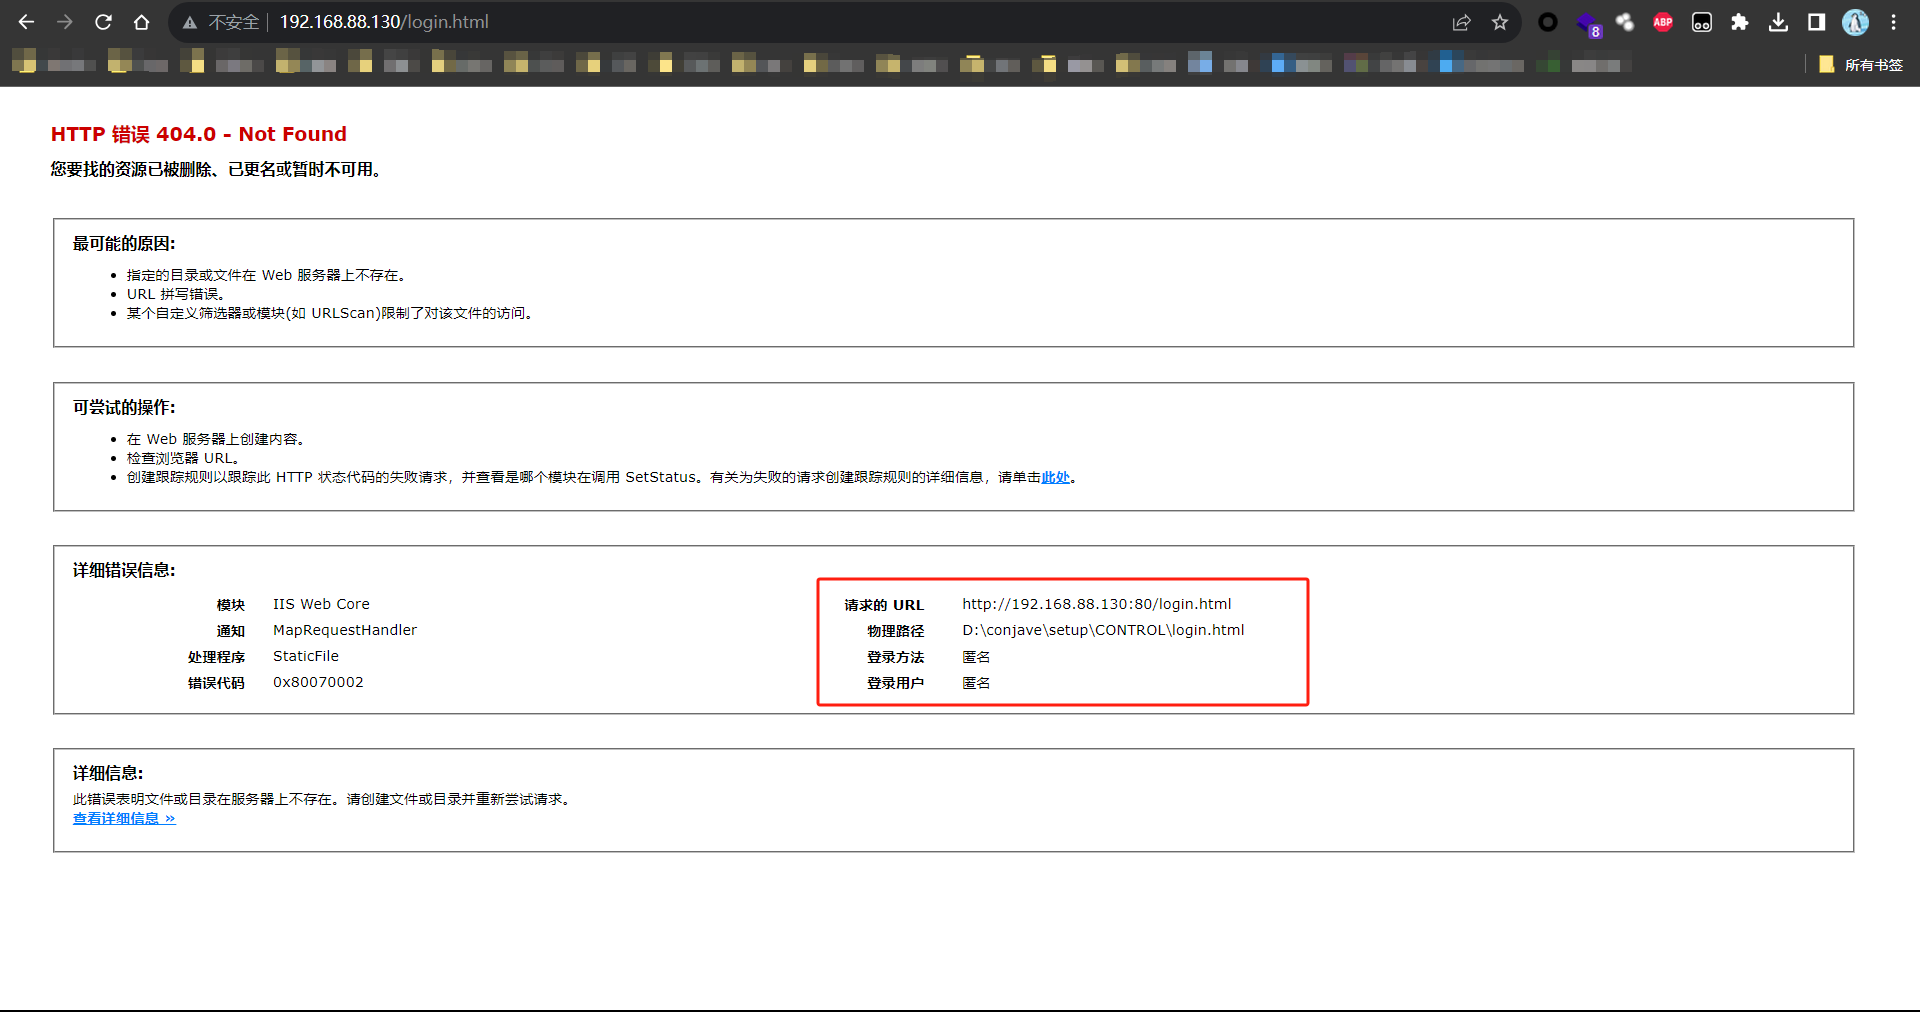 不安全 192.168.88.130/login.html
ABP
8
所有书签
HTTP 错误 404.0 - Not Found
您要找的资源已被删除、已更名或暂时不可用。
最可能的原因:
指定的目录或文件在 Web 服务器上不存在。
URL 拼写错误。
某个自定义筛选器或模块(如 URLScan)限制了对该文件的访问。
可尝试的操作:
在 Web 服务器上创建内容。
检查浏览器 URL。
创建跟踪规则以跟踪此 HTTP 状态代码的失败请求，并查看是哪个模块在调用 SetStatus。有关为失败的请求创建跟踪规则的详细信息，请单击此处。
详细错误信息:
模块 IIS Web Core
通知 MapRequestHandler
处理程序 StaticFile
错误代码 0x80070002
请求的 URL http://192.168.88.130:80/login.html
物理路径 D:\conjave\setup\CONTROL\login.html
登录方法 匿名
登录用户 匿名
详细信息:
此错误表明文件或目录在服务器上不存在。请创建文件或目录并重新尝试请求。
查看详细信息 »